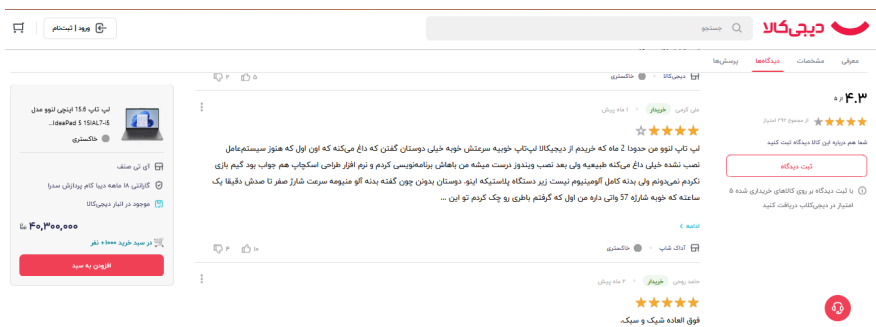 دیجی‌کالا
جستجو
ورود | ثبت‌نام
معرفی
مشخصات
دیدگاه‌ها
پرسش‌ها
۴.۳ از ۵
از مجموع ۲۹۲ امتیاز
شما هم درباره این کالا دیدگاه ثبت کنید
ثبت دیدگاه
با ثبت دیدگاه بر روی کالاهای خریداری شده ۵
امتیاز در دیجی‌کلاب دریافت کنید
دیجی‌کالا خاکستری
۵ ۲
علی کرمی خریدار ۱ ماه پیش
لپ تاپ لنوو من حدودا 2 ماه که خریدم از دیجیکالا لپ‌تاپ خوبیه سرعتش خوبه خیلی دوستان گفتن که داغ می‌کنه که اون اول که هنوز سیستم‌عامل
نصب نشده خیلی داغ می‌کنه طبیعیه ولی بعد نصب ویندوز درست میشه من باهاش برنامه‌نویسی کردم و نرم افزار طراحی اسکچاپ هم جواب بود گیم بازی
نکردم نمی‌دونم ولی بدنه کامل آلومینیوم نیست زیر دستگاه پلاستیکه اینو. دوستان بدونن چون گفته بدنه آلو منیومه سرعت شارژ صفر تا صدش دقیقا یک
ساعته که خوبه شارژه 57 واتی داره من اول که گرفتم باطری رو چک کردم تو این ...
ادامه
آداک شاپ خاکستری
۱۰ ۴
حامد روحی خریدار ۲ ماه پیش
فوق العاده شیک و سبک.
لپ تاپ 15.6 اینچی لنوو مدل
IdeaPad 5 15IAL7-i5...
خاکستری
آی تی صنف
گارانتی ۱۸ ماهه دیبا کام پردازش سدرا
موجود در انبار دیجی‌کالا
۴۰,۳۰۰,۰۰۰ تومان
در سبد خرید ۱۰۰۰+ نفر
افزودن به سبد